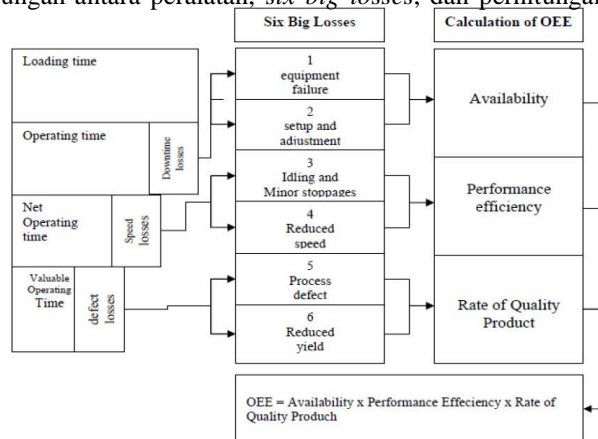 ungan antara peralatan, six big losses, dan perhitungan
Six Big Losses
Calculation of OEE
Loading time
Operating time
Downtime
losses
Net
Operating
time
Speed
losses
Valuable
Operating
Time
defect
losses
1
equipment
failure
2
setup and
adjustment
3
Idling and
Minor stoppages
4
Reduced
speed
5
Process
defect
6
Reduced
yield
Availability
Performance
efficiency
Rate of Quality
Product
OEE = Availability x Performance Effeciency x Rate of
Quality Produch